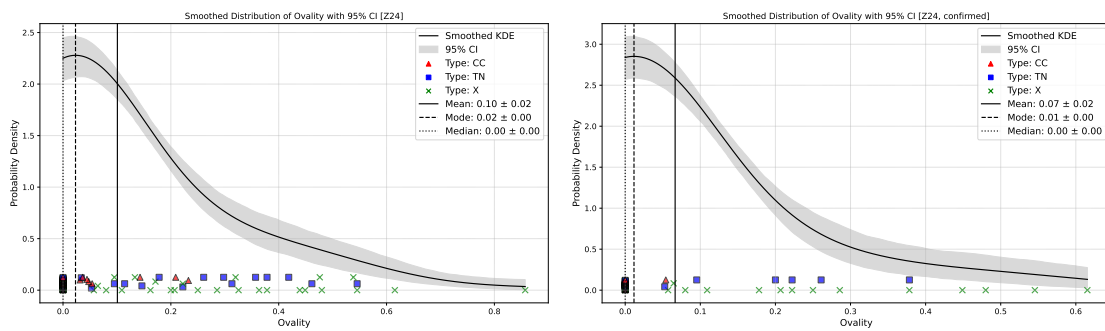 Smoothed Distribution of Ovality with 95% CI [Z24]
2.5
2.0
1.5
1.0
0.5
0.0
Probability Density
0.0 0.2 0.4 0.6 0.8
Ovality
Smoothed KDE
95% CI
Type: CC
Type: TN
Type: X
Mean: 0.10 ± 0.02
Mode: 0.02 ± 0.00
Median: 0.00 ± 0.00
Smoothed Distribution of Ovality with 95% CI [Z24, confirmed]
3.0
2.5
2.0
1.5
1.0
0.5
0.0
Probability Density
0.0 0.1 0.2 0.3 0.4 0.5 0.6
Ovality
Smoothed KDE
95% CI
Type: CC
Type: TN
Type: X
Mean: 0.07 ± 0.02
Mode: 0.01 ± 0.00
Median: 0.00 ± 0.00